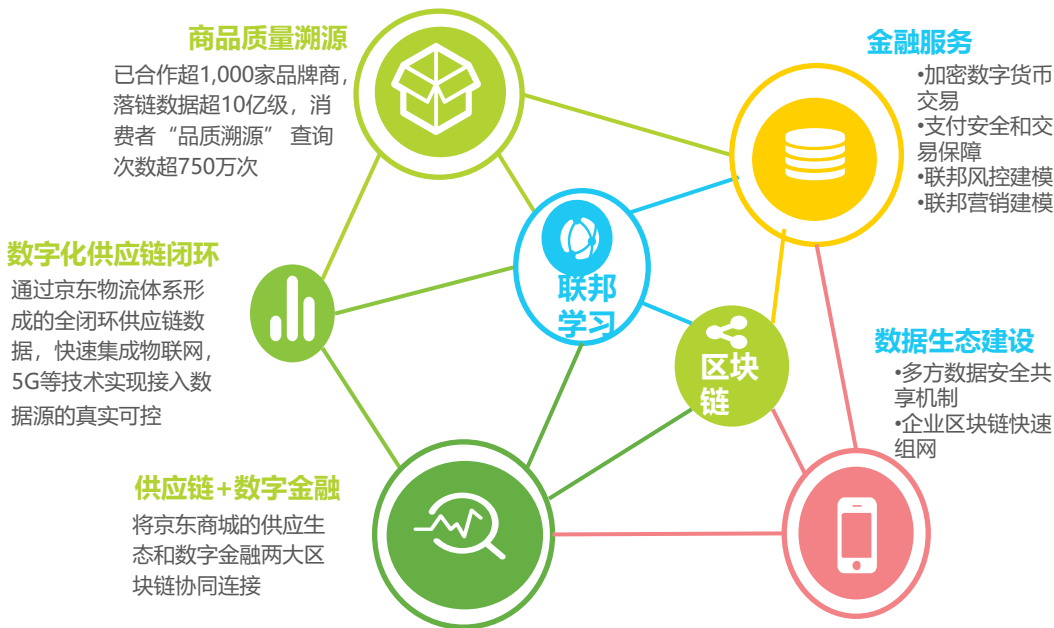 商品质量溯源
已合作超1,000家品牌商，
落链数据超10亿级，消
费者“品质溯源” 查询
次数超750万次
金融服务
•加密数字货币
交易
•支付安全和交
易保障
•联邦风控建模
•联邦营销建模
数字化供应链闭环
通过京东物流体系形
成的全闭环供应链数
据，快速集成物联网，
5G等技术实现接入数
据源的真实可控
联邦
学习
区块
链
数据生态建设
•多方数据安全共
享机制
•企业区块链快速
组网
供应链+数字金融
将京东商城的供应生
态和数字金融两大区
块链协同连接